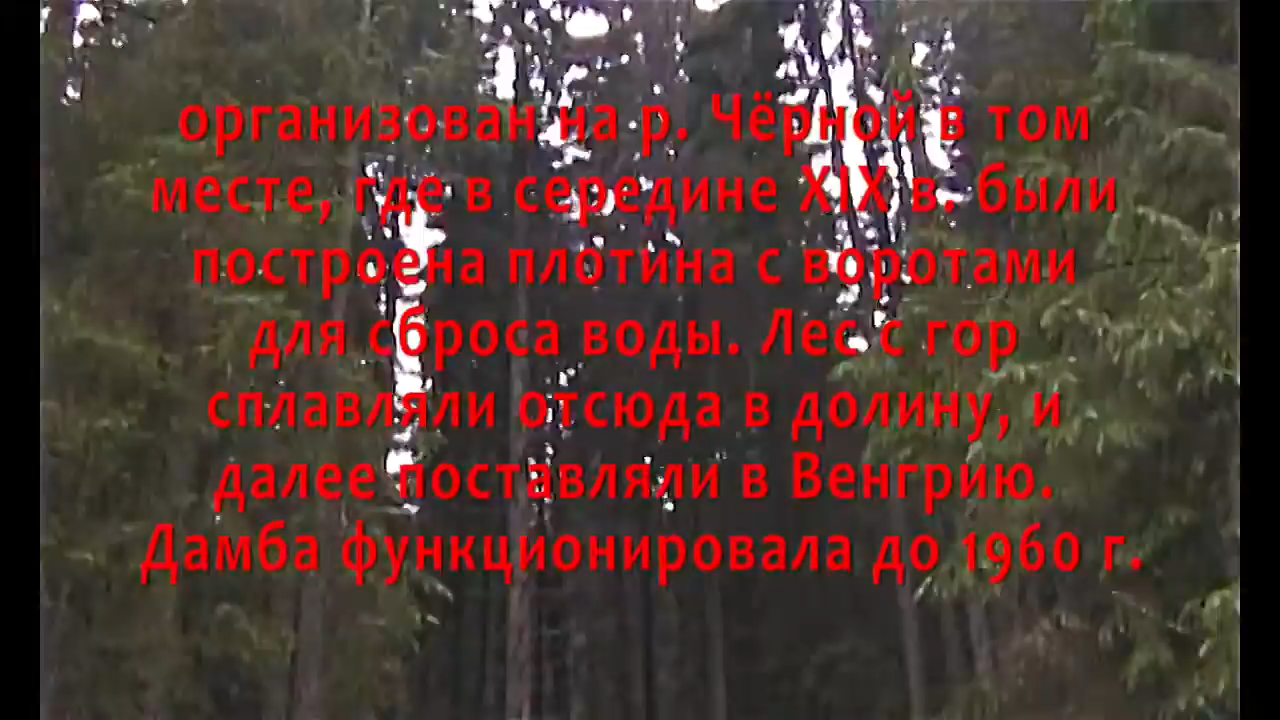 организован на р. Чёрной в том
месте, где в середине XIX в. были
построена плотина с воротами
для сброса воды. Лес с гор
сплавляли отсюда в долину, и
далее поставляли в Венгрию.
Дамба функционировала до 1960 г.